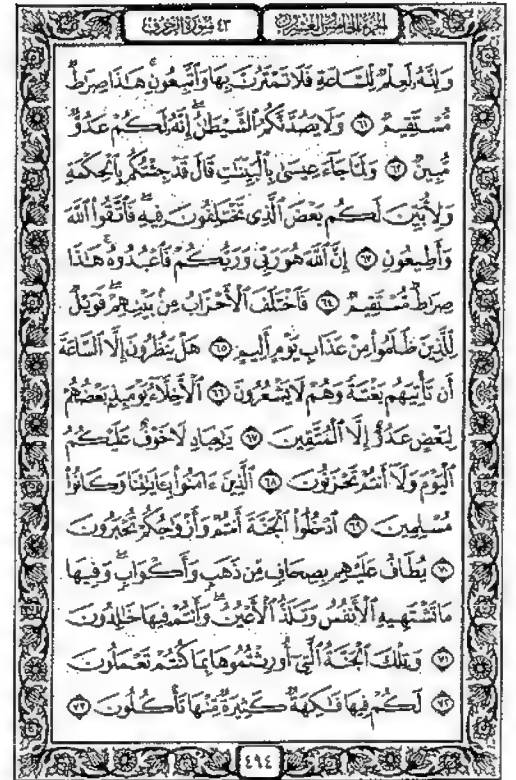 الجزء الخامس والعشرون
٤٣ سورة الزخرف
وَإِنَّهُۥ لَعِلْمٌ لِّلسَّاعَةِ فَلَا تَمْتَرُنَّ بِهَا وَٱتَّبِعُونِ ۚ هَٰذَا صِرَٰطٌ
مُّسْتَقِيمٌ ٦١ وَلَا يَصُدَّنَّكُمُ ٱلشَّيْطَٰنُ ۖ إِنَّهُۥ لَكُمْ عَدُوٌّ
مُّبِينٌ ٦٢ وَلَمَّا جَآءَ عِيسَىٰ بِٱلْبَيِّنَٰتِ قَالَ قَدْ جِئْتُكُم بِٱلْحِكْمَةِ
وَلِأُبَيِّنَ لَكُم بَعْضَ ٱلَّذِى تَخْتَلِفُونَ فِيهِ ۖ فَٱتَّقُوا۟ ٱللَّهَ
وَأَطِيعُونِ ٦٣ إِنَّ ٱللَّهَ هُوَ رَبِّى وَرَبُّكُمْ فَٱعْبُدُوهُ ۚ هَٰذَا
صِرَٰطٌ مُّسْتَقِيمٌ ٦٤ فَٱخْتَلَفَ ٱلْأَحْزَابُ مِنۢ بَيْنِهِمْ ۖ فَوَيْلٌ
لِّلَّذِينَ ظَلَمُوا۟ مِنْ عَذَابِ يَوْمٍ أَلِيمٍ ٦٥ هَلْ يَنظُرُونَ إِلَّا ٱلسَّاعَةَ
أَن تَأْتِيَهُم بَغْتَةً وَهُمْ لَا يَشْعُرُونَ ٦٦ ٱلْأَخِلَّآءُ يَوْمَئِذٍۭ بَعْضُهُمْ
لِبَعْضٍ عَدُوٌّ إِلَّا ٱلْمُتَّقِينَ ٦٧ يَٰعِبَادِ لَا خَوْفٌ عَلَيْكُمُ
ٱلْيَوْمَ وَلَآ أَنتُمْ تَحْزَنُونَ ٦٨ ٱلَّذِينَ ءَامَنُوا۟ بِـَٔايَٰتِنَا وَكَانُوا۟
مُسْلِمِينَ ٦٩ ٱدْخُلُوا۟ ٱلْجَنَّةَ أَنتُمْ وَأَزْوَٰجُكُمْ تُحْبَرُونَ
٧٠ يُطَافُ عَلَيْهِم بِصِحَافٍ مِّن ذَهَبٍ وَأَكْوَابٍ ۖ وَفِيهَا
مَا تَشْتَهِيهِ ٱلْأَنفُسُ وَتَلَذُّ ٱلْأَعْيُنُ ۖ وَأَنتُمْ فِيهَا خَٰلِدُونَ
٧١ وَتِلْكَ ٱلْجَنَّةُ ٱلَّتِىٓ أُورِثْتُمُوهَا بِمَا كُنتُمْ تَعْمَلُونَ
٧٢ لَكُمْ فِيهَا فَٰكِهَةٌ كَثِيرَةٌ مِّنْهَا تَأْكُلُونَ ٧٣
٤٩٤